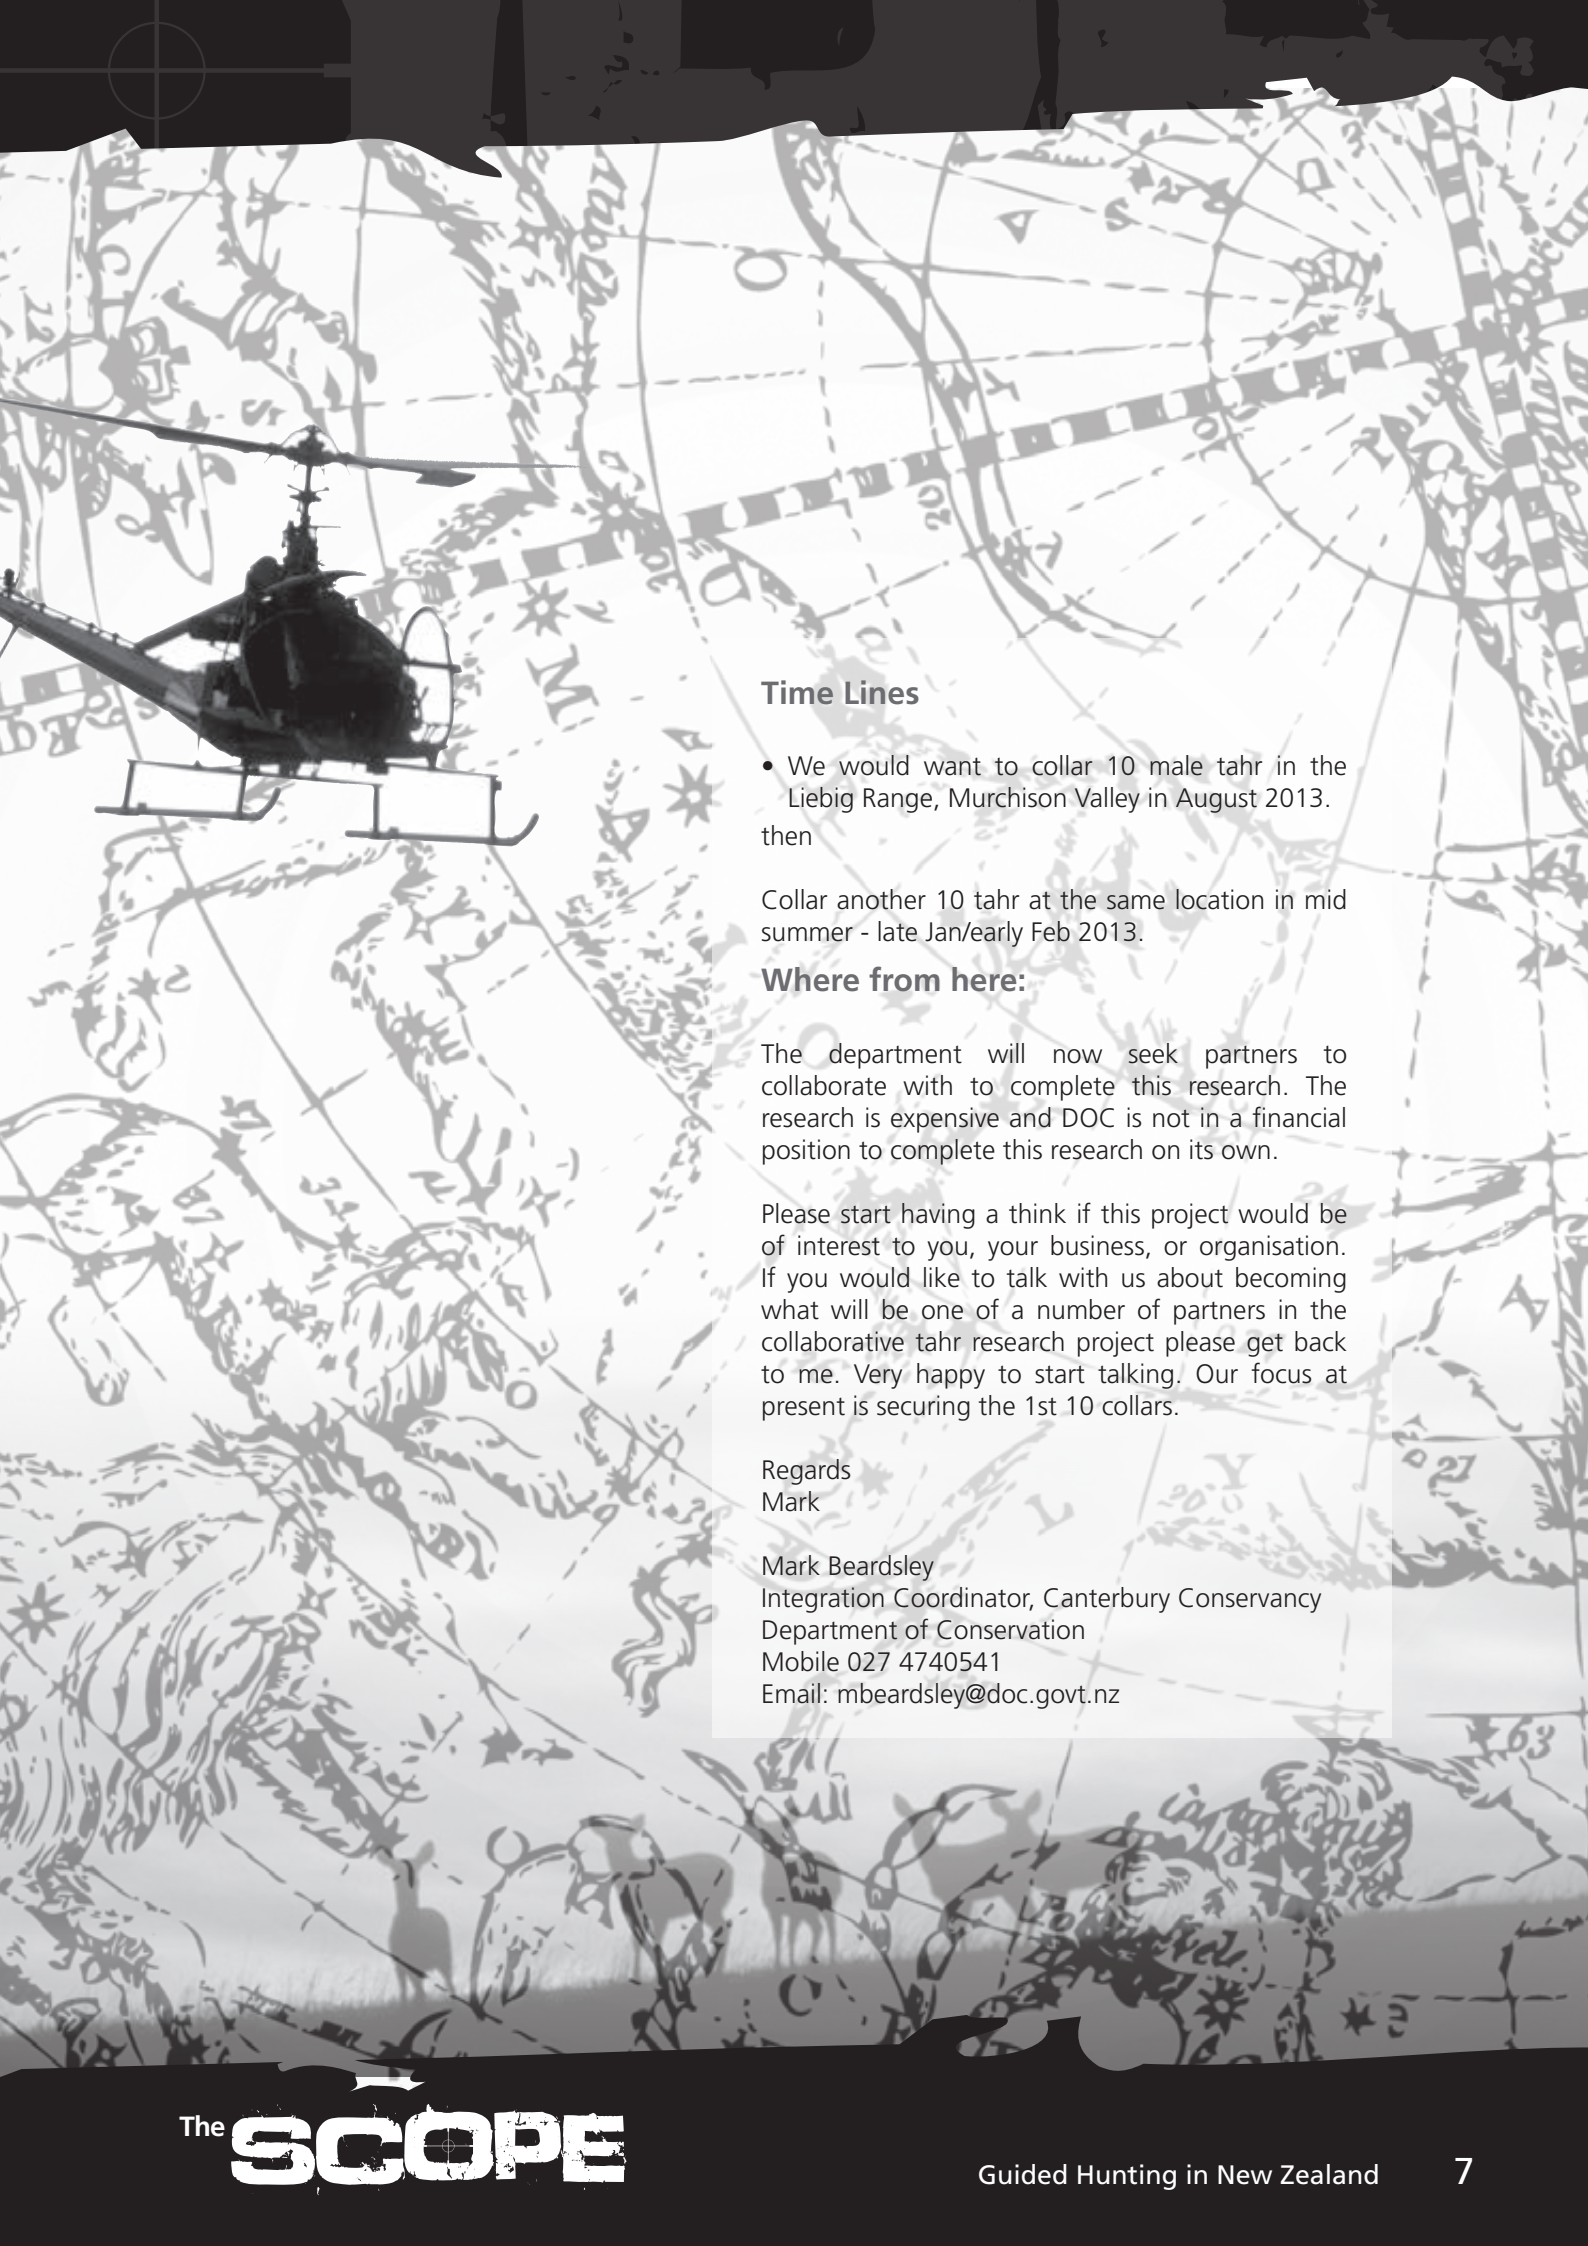 Time Lines
• We would want to collar 10 male tahr in the
Liebig Range, Murchison Valley in August 2013.
then
Collar another 10 tahr at the same location in mid
summer - late Jan/early Feb 2013.
Where from here:
The department will now seek partners to
collaborate with to complete this research. The
research is expensive and DOC is not in a financial
position to complete this research on its own.
Please start having a think if this project would be
of interest to you, your business, or organisation.
If you would like to talk with us about becoming
what will be one of a number of partners in the
collaborative tahr research project please get back
to me. Very happy to start talking. Our focus at
present is securing the 1st 10 collars.
Regards
Mark
Mark Beardsley
Integration Coordinator, Canterbury Conservancy
Department of Conservation
Mobile 027 4740541
Email: mbeardsley@doc.govt.nz
The SCOPE
Guided Hunting in New Zealand 7